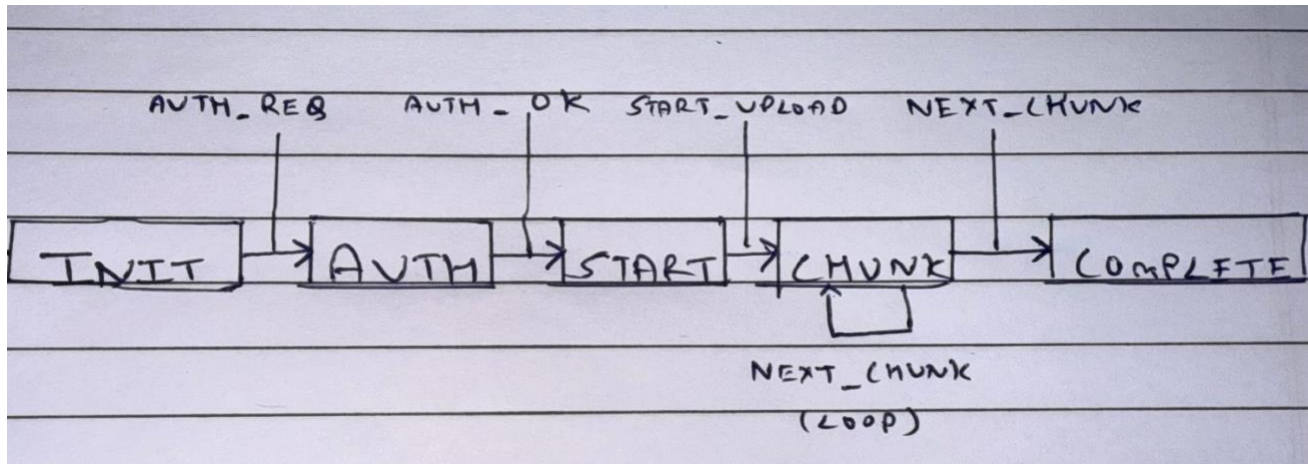 AUTH_REQ AUTH_OK START_UPLOAD NEXT_CHUNK
INIT AUTH START CHUNK COMPLETE
NEXT_CHUNK
(LOOP)